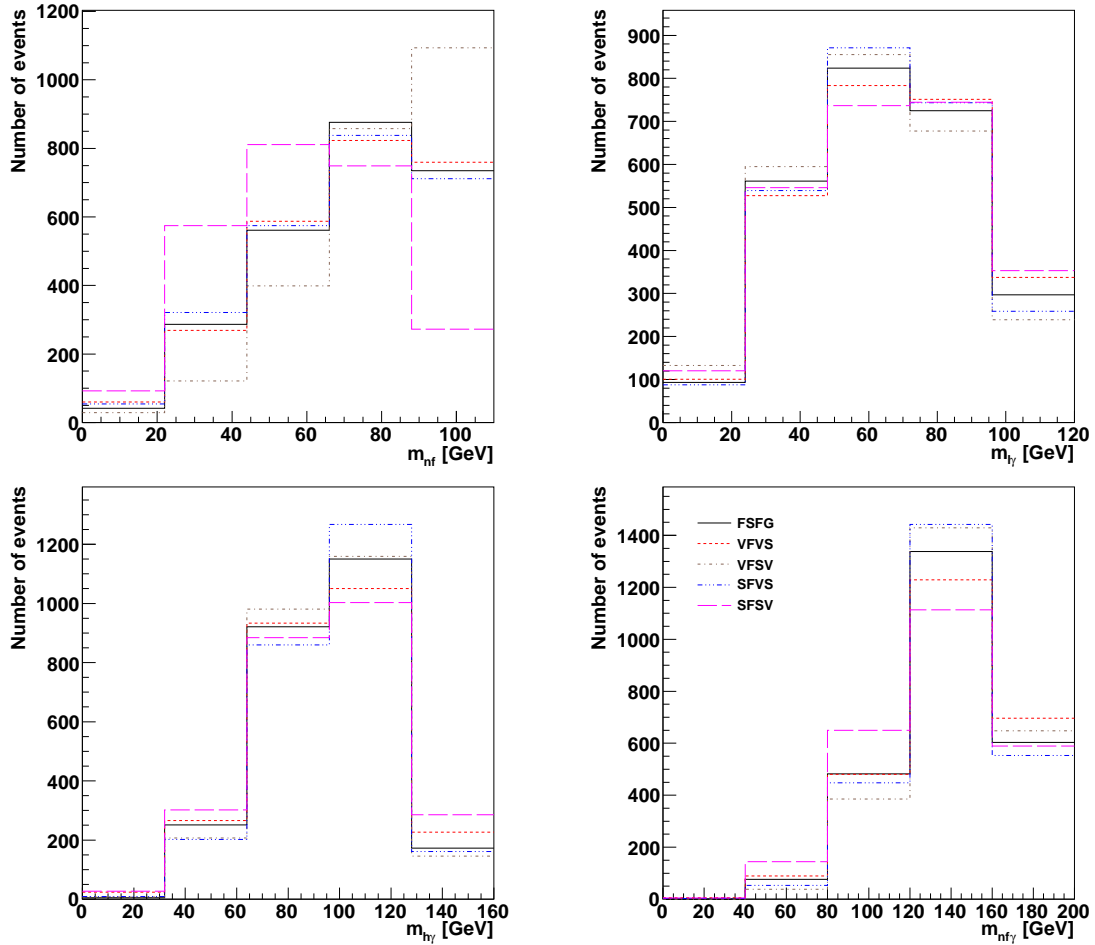 Number of events
1200
1000
800
600
400
200
0
0 20 40 60 80 100
m_nf [GeV]
Number of events
900
800
700
600
500
400
300
200
100
0
0 20 40 60 80 100 120
m_lγ [GeV]
Number of events
1200
1000
800
600
400
200
0
0 20 40 60 80 100 120 140 160
m_hγ [GeV]
Number of events
1400
1200
1000
800
600
400
200
0
FSFG
VFVS
VFSV
SFVS
SFSV
0 20 40 60 80 100 120 140 160 180 200
m_nfγ [GeV]